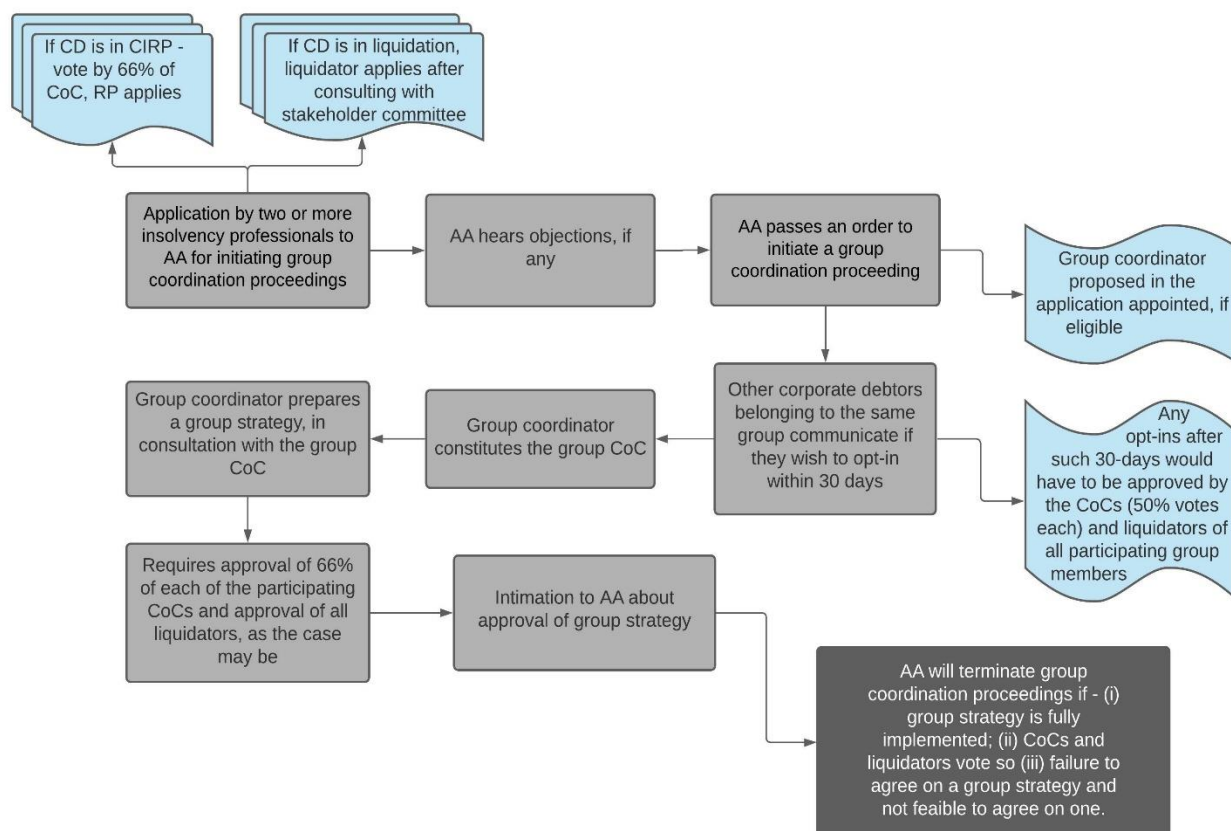 If CD is in CIRP -
vote by 66% of
CoC, RP applies
If CD is in liquidation,
liquidator applies after
consulting with
stakeholder committee
Application by two or more
insolvency professionals to
AA for initiating group
coordination proceedings
AA hears objections, if
any
AA passes an order to
initiate a group
coordination proceeding
Group coordinator
proposed in the
application appointed, if
eligible
Other corporate debtors
belonging to the same
group communicate if
they wish to opt-in
within 30 days
Any
opt-ins after
such 30-days would
have to be approved by
the CoCs (50% votes
each) and liquidators of
all participating group
members
Group coordinator
constitutes the group CoC
Group coordinator prepares
a group strategy, in
consultation with the group
CoC
Requires approval of 66%
of each of the participating
CoCs and approval of all
liquidators, as the case
may be
Intimation to AA about
approval of group strategy
AA will terminate group
coordination proceedings if - (i)
group strategy is fully
implemented; (ii) CoCs and
liquidators vote so (iii) failure to
agree on a group strategy and
not feaible to agree on one.